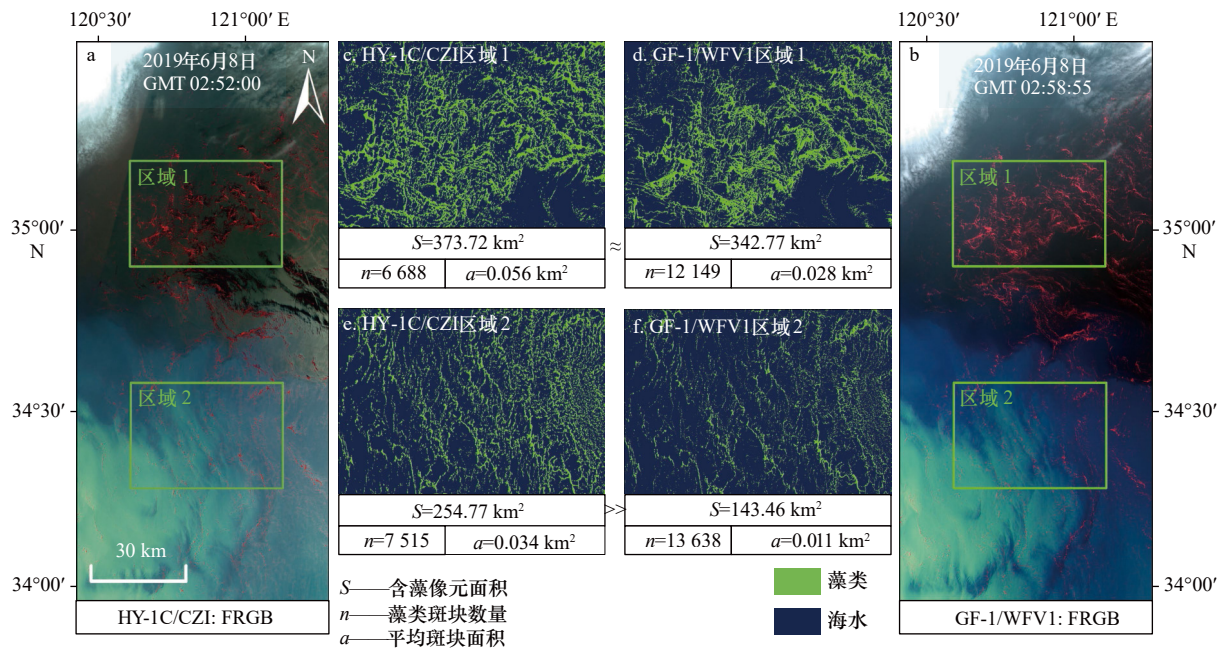 120°30′
121°00′ E
a
2019年6月8日
GMT 02:52:00
N
区域 1
35°00′
N
区域 2
34°30′
30 km
34°00′
HY-1C/CZI: FRGB
c. HY-1C/CZI区域 1
S=373.72 km²
n=6 688
a=0.056 km²
≈
d. GF-1/WFV1区域 1
S=342.77 km²
n=12 149
a=0.028 km²
e. HY-1C/CZI区域 2
S=254.77 km²
n=7 515
a=0.034 km²
>>
f. GF-1/WFV1区域 2
S=143.46 km²
n=13 638
a=0.011 km²
S——含藻像元面积
n——藻类斑块数量
a——平均斑块面积
藻类
海水
120°30′
121°00′ E
b
2019年6月8日
GMT 02:58:55
区域 1
35°00′
N
区域 2
34°30′
34°00′
GF-1/WFV1: FRGB